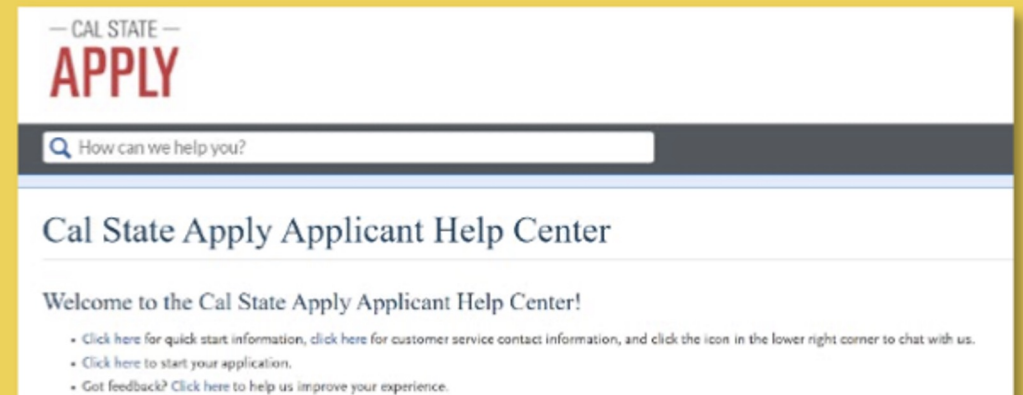 — CAL STATE —
APPLY
How can we help you?
Cal State Apply Applicant Help Center
Welcome to the Cal State Apply Applicant Help Center!
• Click here for quick start information, click here for customer service contact information, and click the icon in the lower right corner to chat with us.
• Click here to start your application.
• Got feedback? Click here to help us improve your experience.